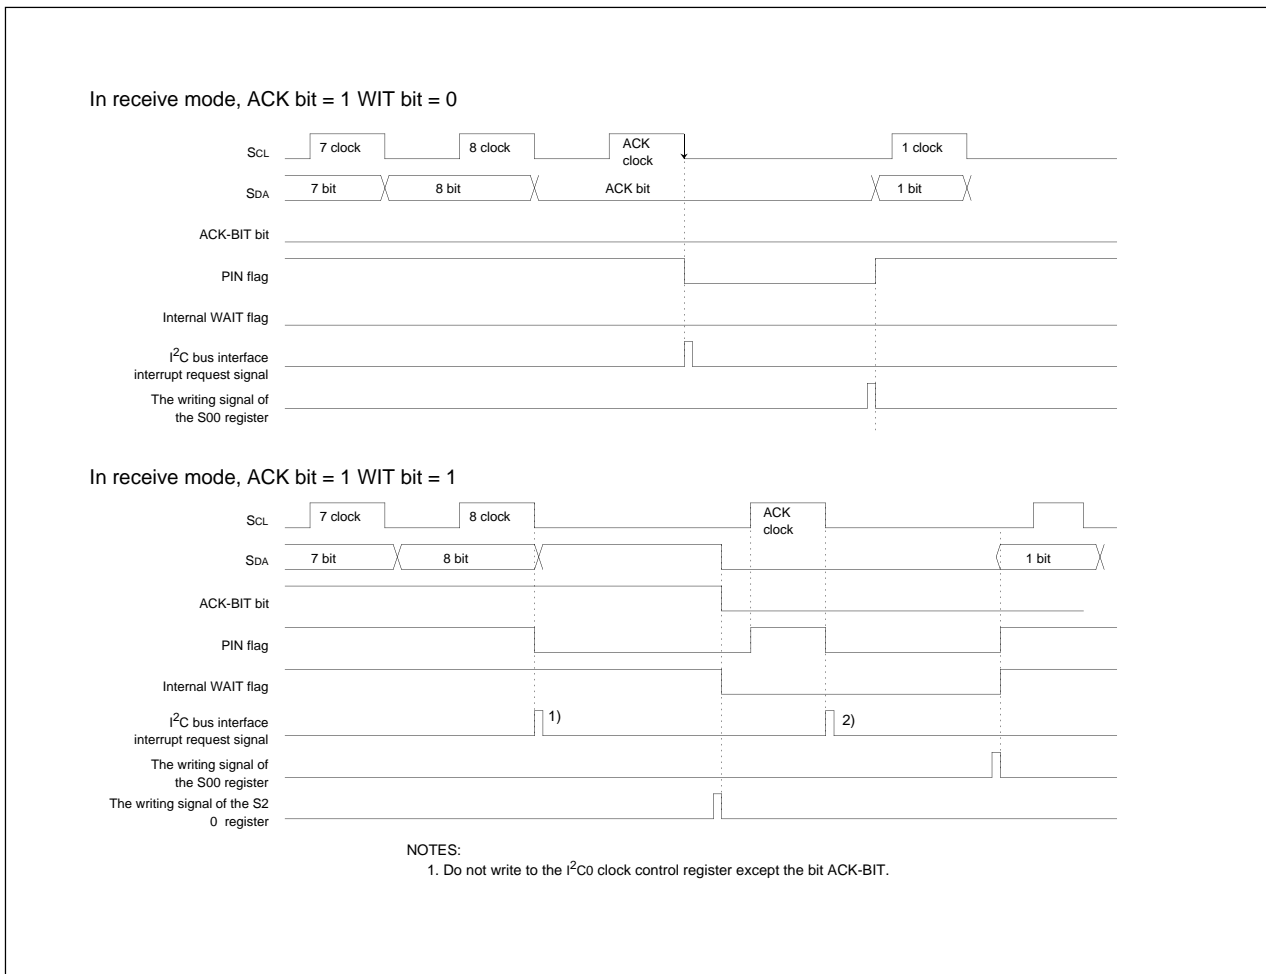 In receive mode, ACK bit = 1 WIT bit = 0
SCL
7 clock
8 clock
ACK
clock
1 clock
SDA
7 bit
8 bit
ACK bit
1 bit
ACK-BIT bit
PIN flag
Internal WAIT flag
I2C bus interface
interrupt request signal
The writing signal of
the S00 register
In receive mode, ACK bit = 1 WIT bit = 1
SCL
7 clock
8 clock
ACK
clock
SDA
7 bit
8 bit
1 bit
ACK-BIT bit
PIN flag
Internal WAIT flag
I2C bus interface
interrupt request signal
1)
2)
The writing signal of
the S00 register
The writing signal of the S2
0 register
NOTES:
1. Do not write to the I2C0 clock control register except the bit ACK-BIT.